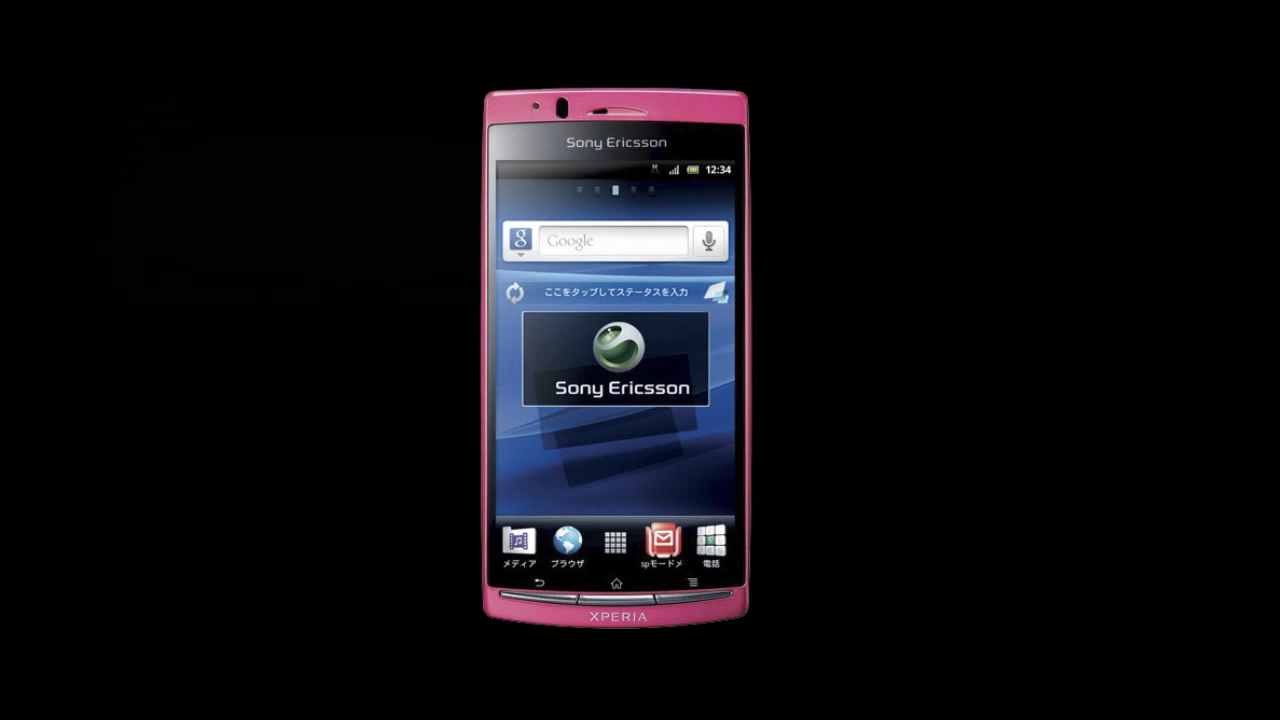 Sony Ericsson
12:34
g Google
ここをタップしてステータスを入力
Sony Ericsson
メディア ブラウザ spモードメ 電話
XPERIA